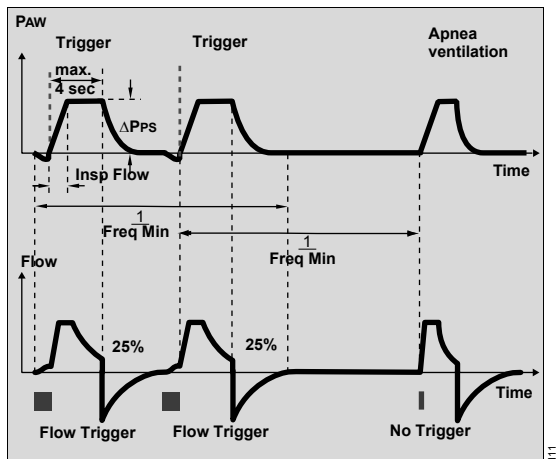 PAW
Trigger
Trigger
Apnea
ventilation
max.
4 sec
ΔPPS
Time
Insp Flow
1
Freq Min
1
Freq Min
Flow
25%
25%
Time
Flow Trigger
Flow Trigger
No Trigger